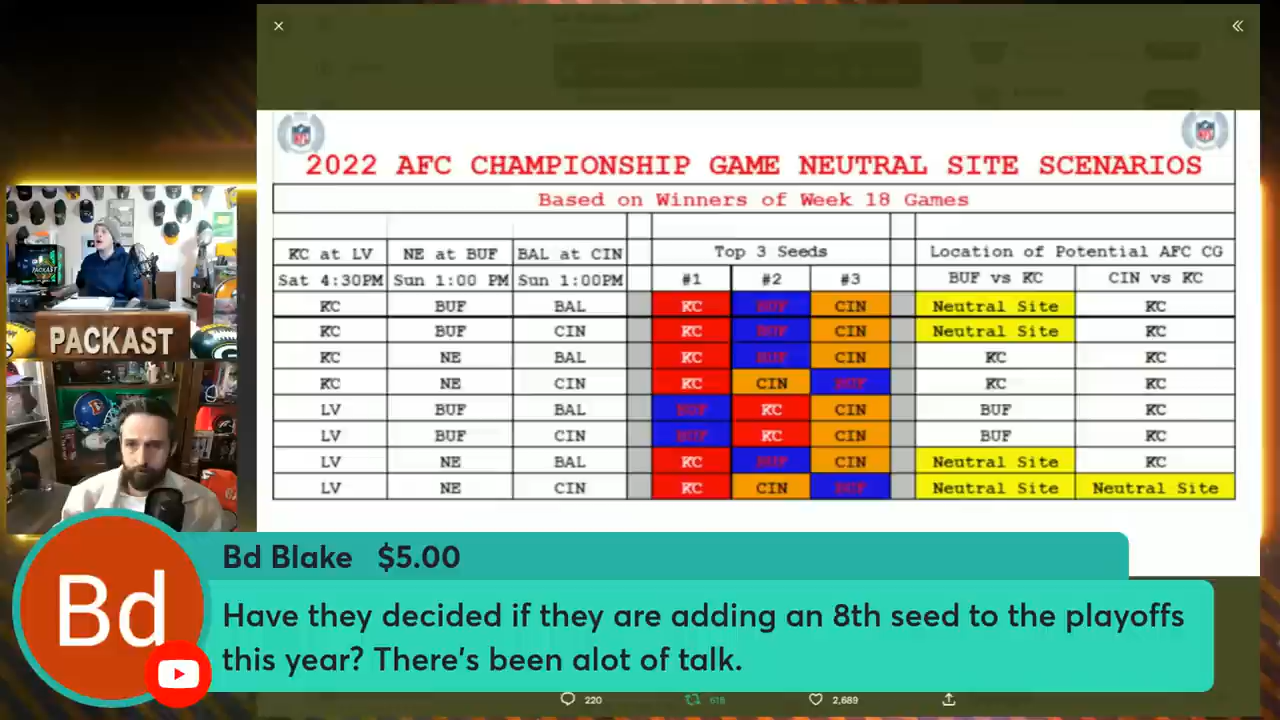 2022 AFC CHAMPIONSHIP GAME NEUTRAL SITE SCENARIOS
Based on Winners of Week 18 Games
KC at LV NE at BUF BAL at CIN Top 3 Seeds Location of Potential AFC CG
Sat 4:30PM Sun 1:00 PM Sun 1:00PM #1 #2 #3 BUF vs KC CIN vs KC
KC BUF BAL KC BUF CIN Neutral Site KC
KC BUF CIN KC BUF CIN Neutral Site KC
KC NE BAL KC BUF CIN KC KC
KC NE CIN KC CIN BUF KC KC
LV BUF BAL BUF KC CIN BUF KC
LV BUF CIN BUF KC CIN BUF KC
LV NE BAL KC BUF CIN Neutral Site KC
LV NE CIN KC CIN BUF Neutral Site Neutral Site
PACKAST
Bd
Bd Blake $5.00
Have they decided if they are adding an 8th seed to the playoffs
this year? There's been alot of talk.
220 618 2,689